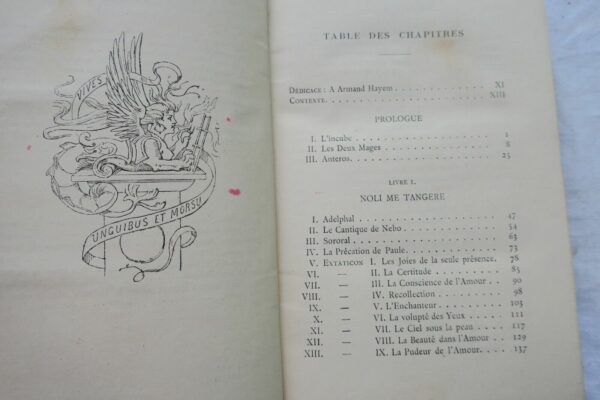 VIVES
UNGUIBUS ET MORSU
TABLE DES CHAPITRES
Dédicace : A Armand Hayem. . . . . . . . . . . . . XI
Contexte. . . . . . . . . . . . . . . . . . . . . XIII
PROLOGUE
I. L'incube . . . . . . . . . . . . . . . . . 1
II. Les Deux Mages . . . . . . . . . . . . . . 8
III. Anteros. . . . . . . . . . . . . . . . . . 25
LIVRE I.
NOLI ME TANGERE
I. Adelphal . . . . . . . . . . . . . . . . . 47
II. Le Cantique de Nebo . . . . . . . . . . . . 54
III. Sororal . . . . . . . . . . . . . . . . . 63
IV. La Précation de Paule. . . . . . . . . . . . 73
V. Extaticon I. Les Joies de la seule présence. 78
VI. — II. La Certitude . . . . . . . . . 85
VII. — III. La Conscience de l'Amour . . . . 90
VIII. — IV. Recollection . . . . . . . . . 98
IX. — V. L'Enchanteur . . . . . . . . . 103
X. — VI. La volupté des Yeux . . . . . . 111
XI. — VII. Le Ciel sous la peau . . . . . . 117
XII. — VIII. La Beauté dans l'Amour . . . . 129
XIII. — IX. La Pudeur de l'Amour. . . . . 137